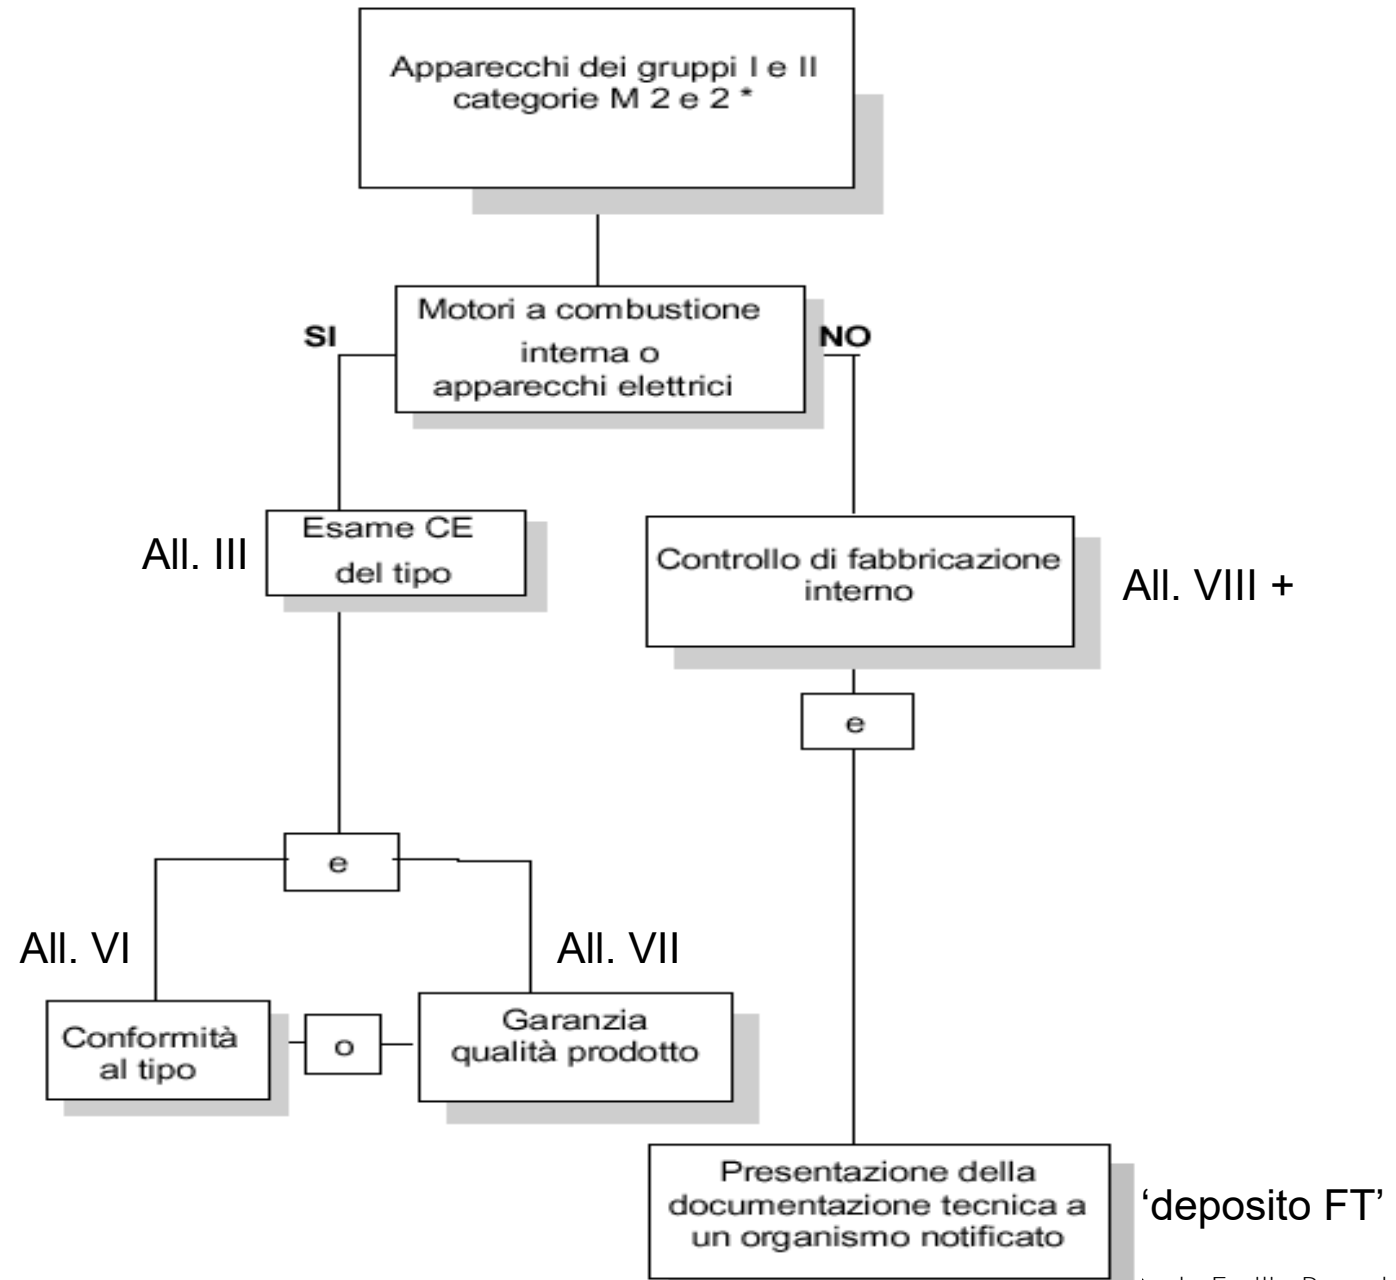 Apparecchi dei gruppi I e II
categorie M 2 e 2 *
Motori a combustione
interna o
apparecchi elettrici
SI
NO
All. III
Esame CE
del tipo
Controllo di fabbricazione
interno
All. VIII +
e
e
All. VI
All. VII
Conformità
al tipo
o
Garanzia
qualità prodotto
Presentazione della
documentazione tecnica a
un organismo notificato
‘deposito FT’